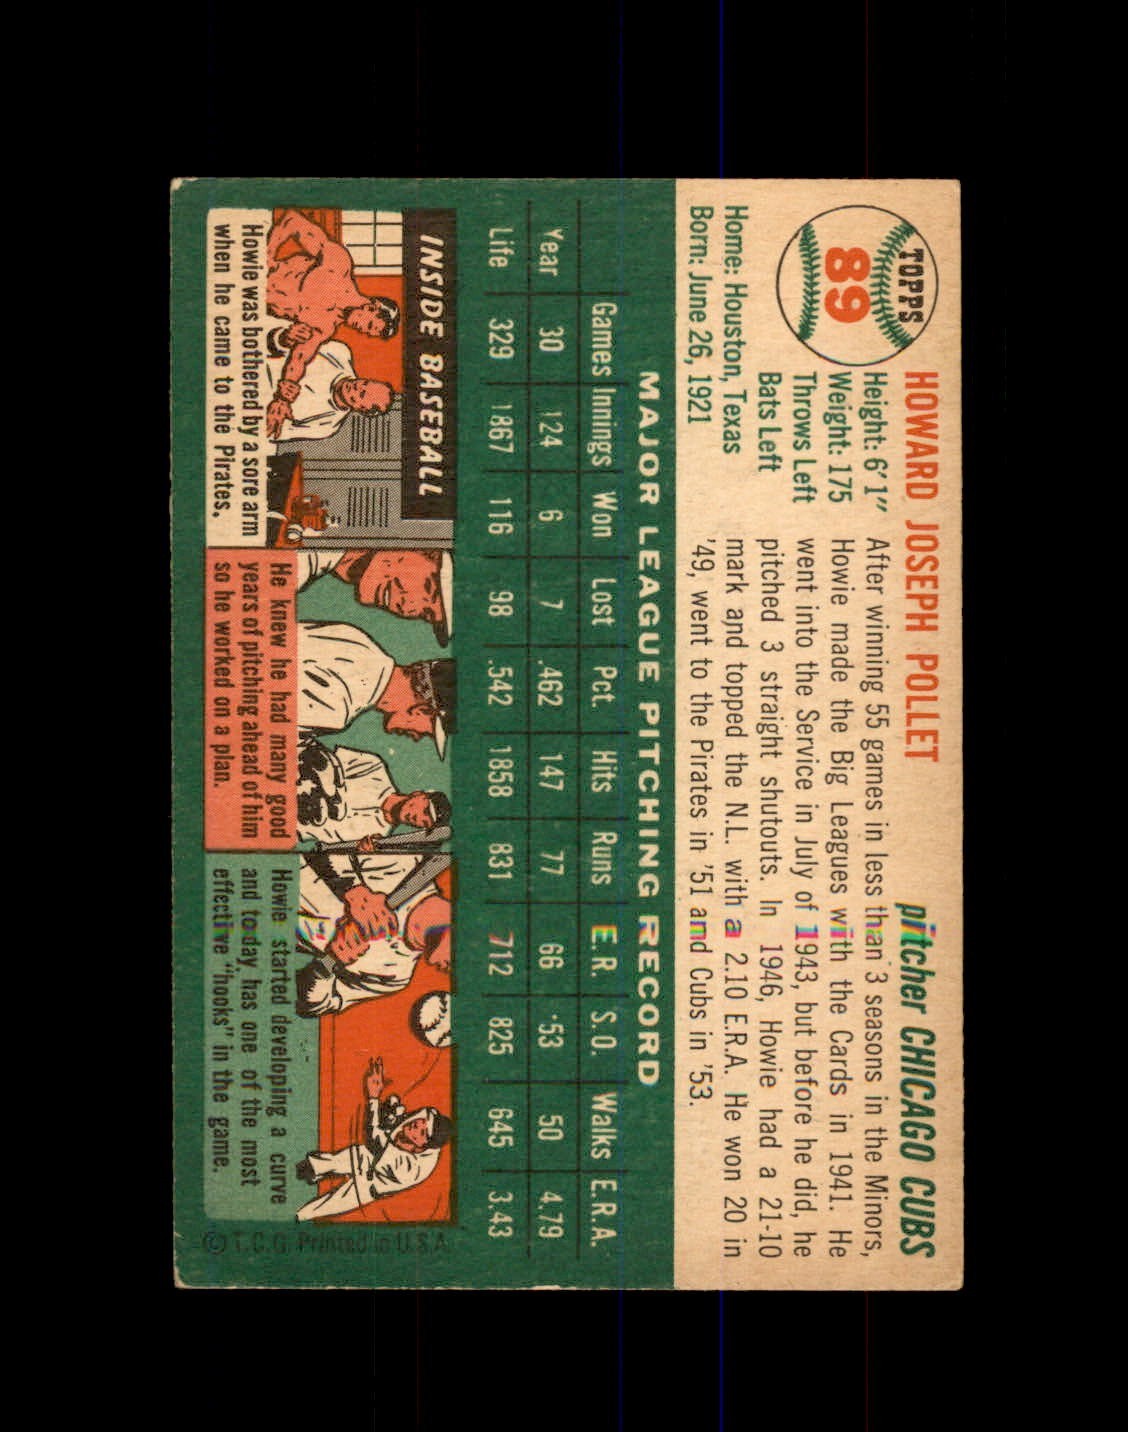 TOPPS
89
HOWARD JOSEPH POLLET
pitcher CHICAGO CUBS
Height: 6'1"
Weight: 175
Throws Left
Bats Left
Home: Houston, Texas
Born: June 26, 1921
After winning 55 games in less than 3 seasons in the Minors,
Howie made the Big Leagues with the Cards in 1941. He
went into the Service in July of 1943, but before he did, he
pitched 3 straight shutouts. In 1946, Howie had a 21-10
mark and topped the N.L. with a 2.10 E.R.A. He won 20 in
'49, went to the Pirates in '51 and Cubs in '53.
MAJOR LEAGUE PITCHING RECORD
Games Innings Won Lost Pct. Hits Runs E.R. S.O. Walks E.R.A.
Year 30 124 6 7 .462 147 77 66 53 50 4.79
Life 329 1867 116 98 .542 1858 831 712 825 645 3.43
INSIDE BASEBALL
Howie was bothered by a sore arm
when he came to the Pirates.
He knew he had many good
years of pitching ahead of him
so he worked on a plan.
Howie started developing a curve
and today, has one of the most
effective "hooks" in the game.
© T.C.G. Printed in U.S.A.